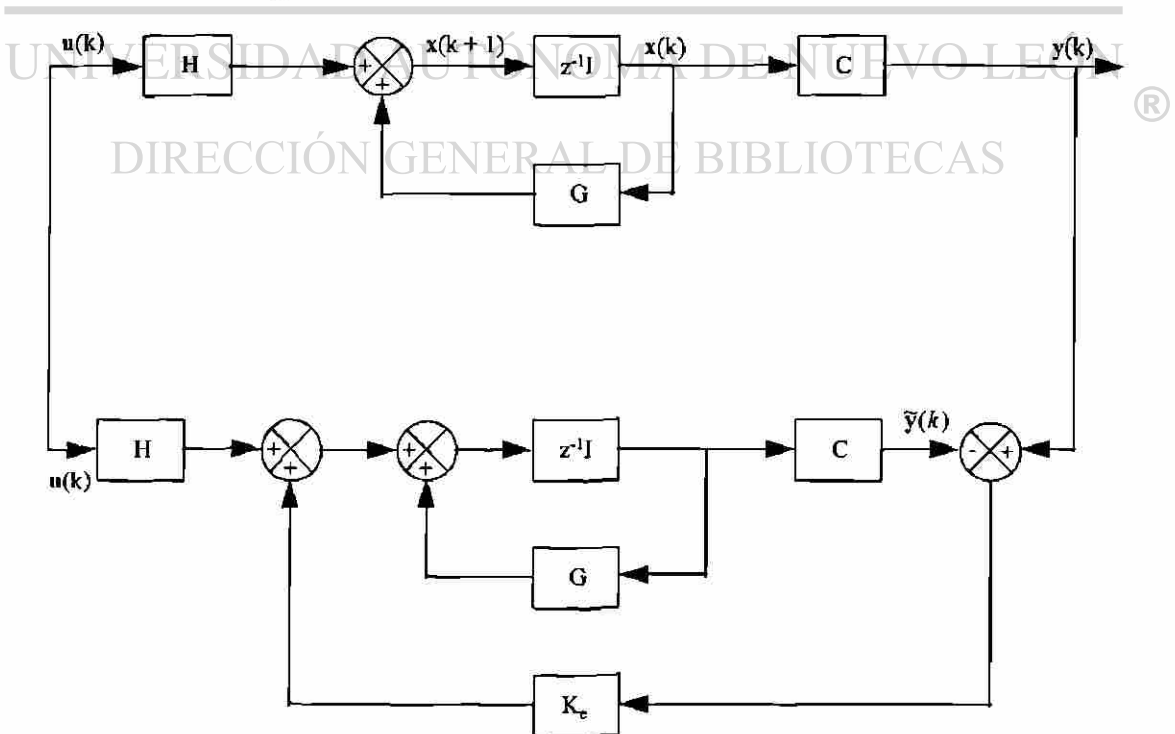 UNIVERSIDAD AUTÓNOMA DE NUEVO LEÓN
®
DIRECCIÓN GENERAL DE BIBLIOTECAS
u(k)
H
+
+
x(k + 1)
z⁻¹I
x(k)
C
y(k)
G
u(k)
H
+
+
+
+
z⁻¹I
C
ỹ(k)
-
+
G
Kₑ